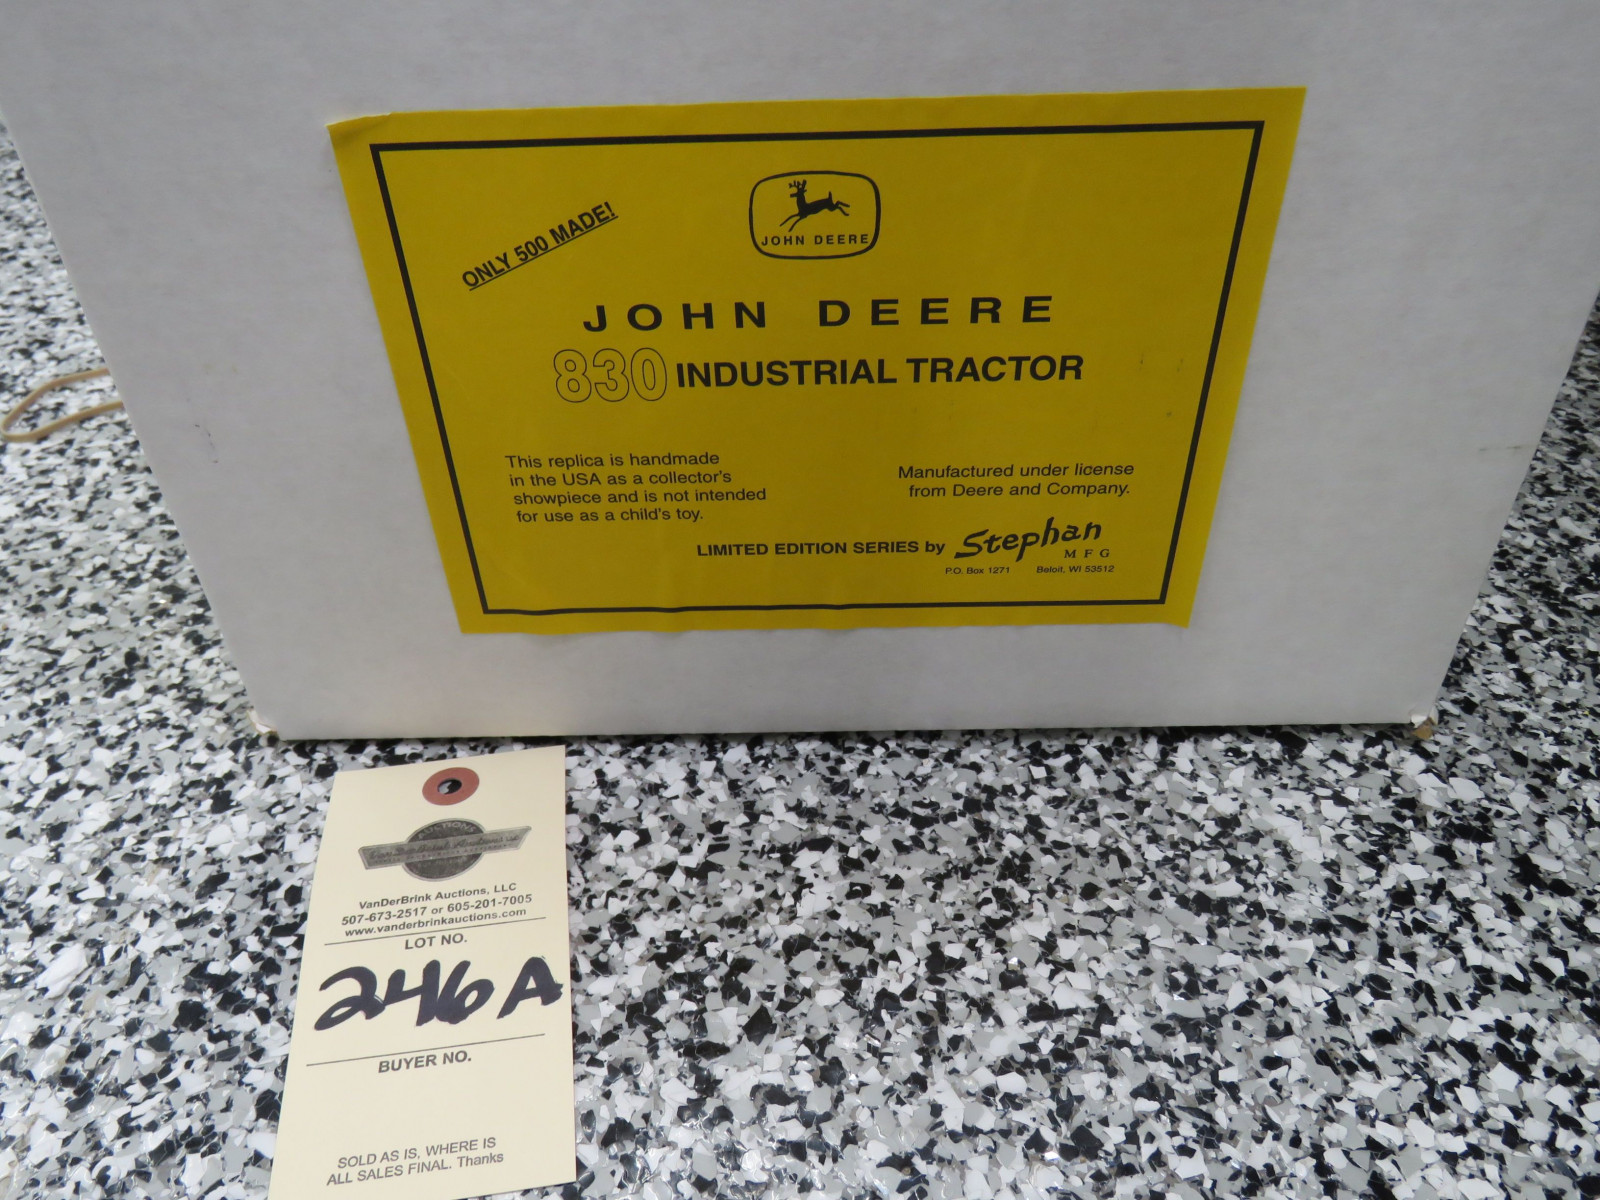 ONLY 500 MADE!
JOHN DEERE
JOHN DEERE
830 INDUSTRIAL TRACTOR
This replica is handmade
in the USA as a collector's
showpiece and is not intended
for use as a child's toy.
Manufactured under license
from Deere and Company.
LIMITED EDITION SERIES by Stephan
MFG
P.O. Box 1271 Beloit, WI 53512
AUCTIONS
VanDerBrink Auctions, LLC
507-673-2517 or 605-201-7005
www.vanderbrinkauctions.com
LOT NO.
246A
BUYER NO.
SOLD AS IS, WHERE IS
ALL SALES FINAL. Thanks